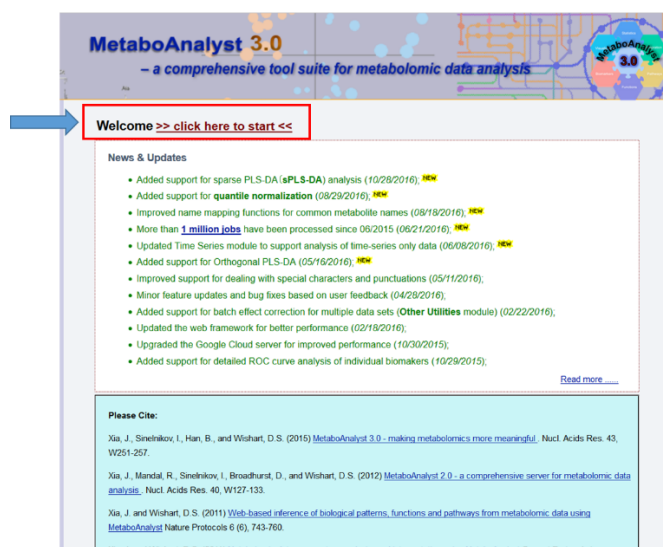 MetaboAnalyst 3.0
– a comprehensive tool suite for metabolomic data analysis
MetaboAnalyst
3.0
Aa
Welcome >> click here to start <<
News & Updates
• Added support for sparse PLS-DA (sPLS-DA) analysis (10/28/2016); NEW
• Added support for quantile normalization (08/29/2016); NEW
• Improved name mapping functions for common metabolite names (08/18/2016); NEW
• More than 1 million jobs have been processed since 06/2015 (06/21/2016); NEW
• Updated Time Series module to support analysis of time-series only data (06/08/2016); NEW
• Added support for Orthogonal PLS-DA (05/16/2016); NEW
• Improved support for dealing with special characters and punctuations (05/11/2016);
• Minor feature updates and bug fixes based on user feedback (04/28/2016);
• Added support for batch effect correction for multiple data sets (Other Utilities module) (02/22/2016);
• Updated the web framework for better performance (02/18/2016);
• Upgraded the Google Cloud server for improved performance (10/30/2015);
• Added support for detailed ROC curve analysis of individual biomakers (10/29/2015);
Read more ......
Please Cite:
Xia, J., Sinelnikov, I., Han, B., and Wishart, D.S. (2015) MetaboAnalyst 3.0 - making metabolomics more meaningful . Nucl. Acids Res. 43,
W251-257.
Xia, J., Mandal, R., Sinelnikov, I., Broadhurst, D., and Wishart, D.S. (2012) MetaboAnalyst 2.0 - a comprehensive server for metabolomic data
analysis . Nucl. Acids Res. 40, W127-133.
Xia, J. and Wishart, D.S. (2011) Web-based inference of biological patterns, functions and pathways from metabolomic data using
MetaboAnalyst Nature Protocols 6 (6), 743-760.